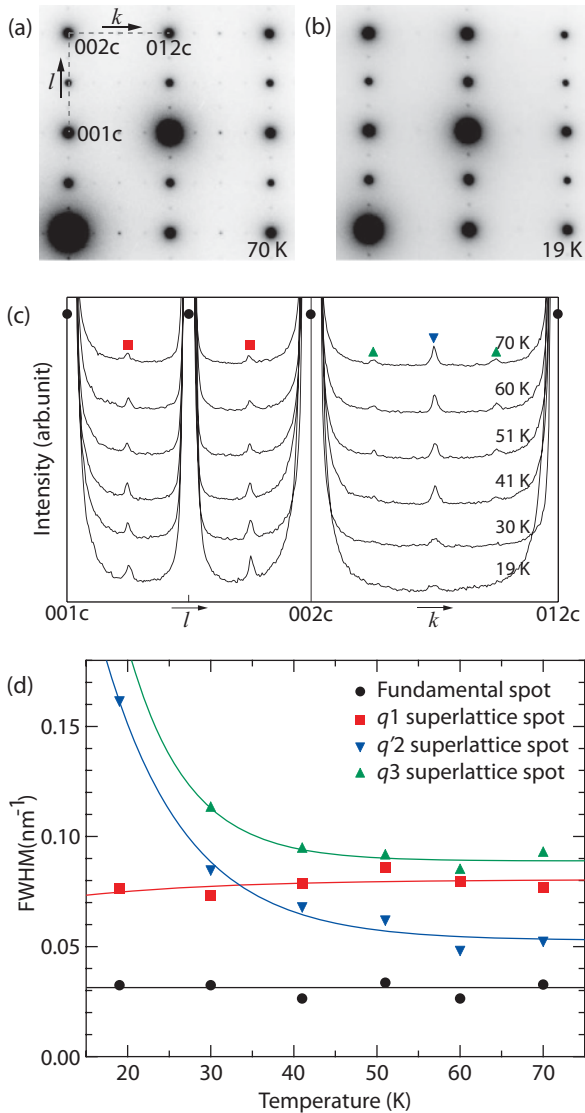 (a)
k
002c
012c
l
001c
70 K
(b)
19 K
(c)
Intensity (arb.unit)
70 K
60 K
51 K
41 K
30 K
19 K
001c
l
002c
k
012c
(d)
Fundamental spot
q1 superlattice spot
q'2 superlattice spot
q3 superlattice spot
FWHM(nm⁻¹)
0.15
0.10
0.05
0.00
20
30
40
50
60
70
Temperature (K)